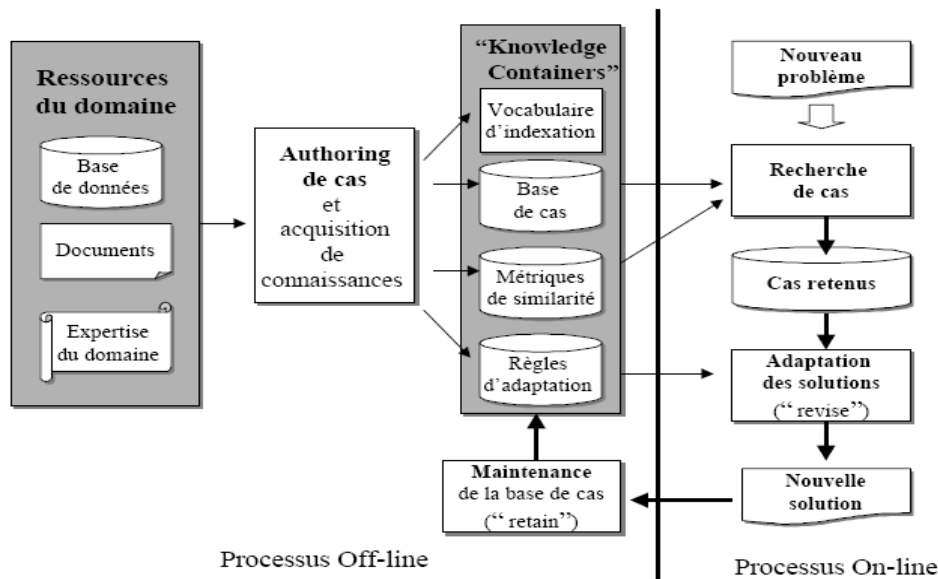 Ressources
du domaine
Base
de données
Documents
Expertise
du domaine
Authoring
de cas
et
acquisition
de
connaissances
“Knowledge
Containers”
Vocabulaire
d’indexation
Base
de cas
Métriques
de similarité
Règles
d’adaptation
Maintenance
de la base de cas
(“ retain”)
Processus Off-line
Nouveau
problème
Recherche
de cas
Cas retenus
Adaptation
des solutions
(“ revise”)
Nouvelle
solution
Processus On-line